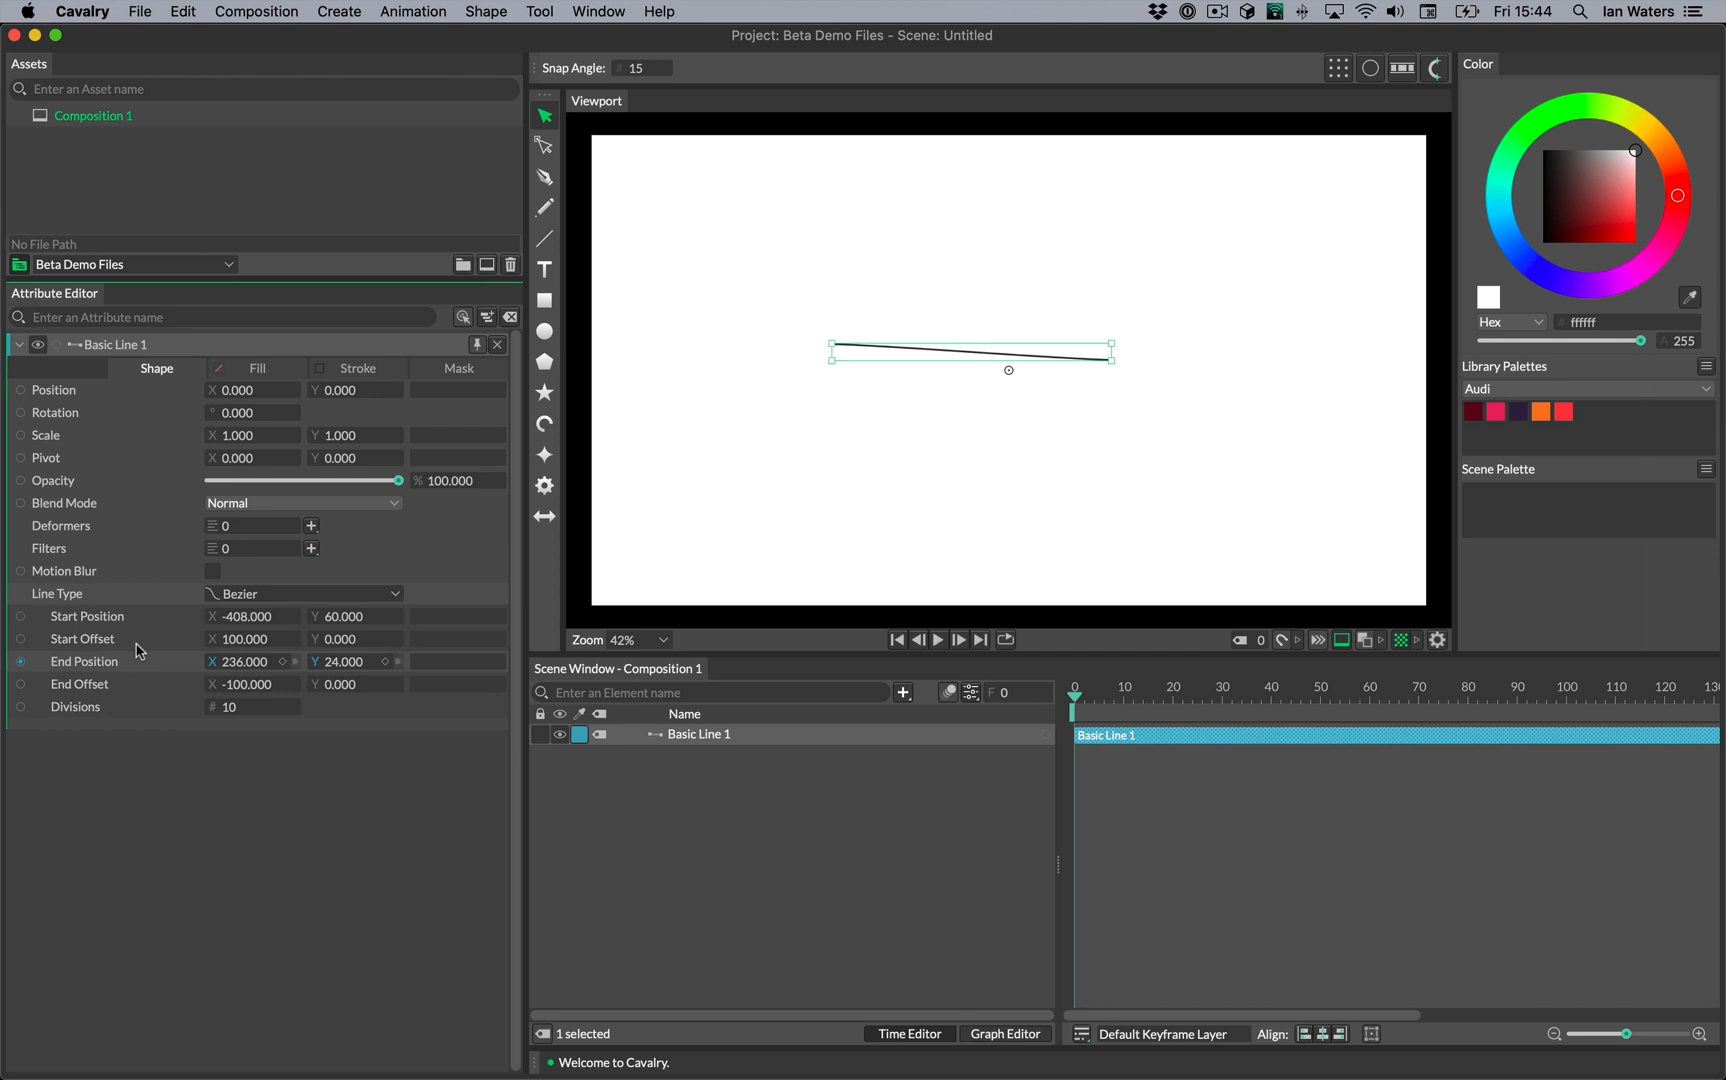 Cavalry File Edit Composition Create Animation Shape Tool Window Help Fri 15:44 Ian Waters
Project: Beta Demo Files - Scene: Untitled
Assets
Enter an Asset name
Composition 1
No File Path
Beta Demo Files
Attribute Editor
Enter an Attribute name
Basic Line 1
Shape Fill Stroke Mask
Position X 0.000 Y 0.000
Rotation ° 0.000
Scale X 1.000 Y 1.000
Pivot X 0.000 Y 0.000
Opacity % 100.000
Blend Mode Normal
Deformers 0
Filters 0
Motion Blur
Line Type Bezier
Start Position X -408.000 Y 60.000
Start Offset X 100.000 Y 0.000
End Position X 236.000 Y 24.000
End Offset X -100.000 Y 0.000
Divisions # 10
Snap Angle: # 15
Viewport
Zoom 42% 0
Scene Window - Composition 1
Enter an Element name F 0
Name
Basic Line 1
0 10 20 30 40 50 60 70 80 90 100 110 120
Basic Line 1
1 selected Time Editor Graph Editor
Default Keyframe Layer Align:
Welcome to Cavalry.
Color
Hex # ffffff
A 255
Library Palettes
Audi
Scene Palette